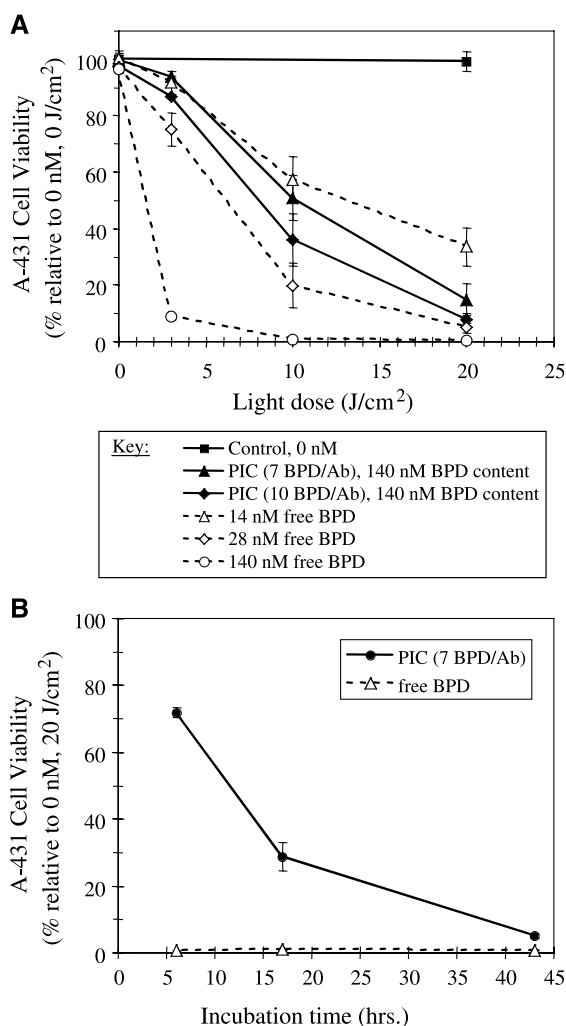 A
A-431 Cell Viability
(% relative to 0 nM, 0 J/cm²)
100
80
60
40
20
0
0 5 10 15 20 25
Light dose (J/cm²)
Key:
Control, 0 nM
PIC (7 BPD/Ab), 140 nM BPD content
PIC (10 BPD/Ab), 140 nM BPD content
14 nM free BPD
28 nM free BPD
140 nM free BPD
B
A-431 Cell Viability
(% relative to 0 nM, 20 J/cm²)
100
80
60
40
20
0
PIC (7 BPD/Ab)
free BPD
0 5 10 15 20 25 30 35 40 45
Incubation time (hrs.)